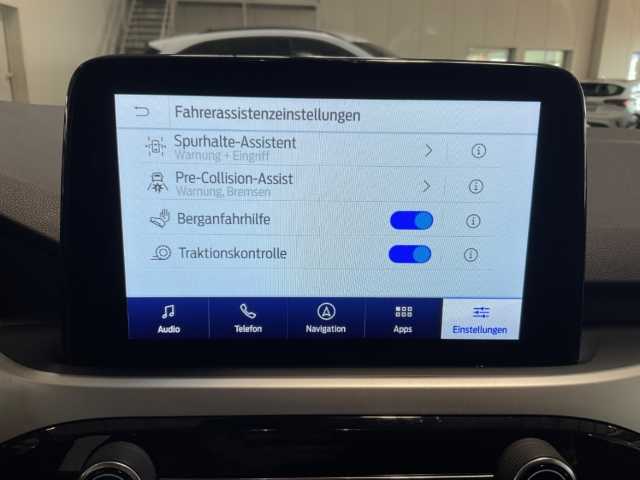 Fahrerassistenzeinstellungen
Spurhalte-Assistent
Warnung + Eingriff
Pre-Collision-Assist
Warnung, Bremsen
Berganfahrhilfe
Traktionskontrolle
Audio
Telefon
Navigation
Apps
Einstellungen